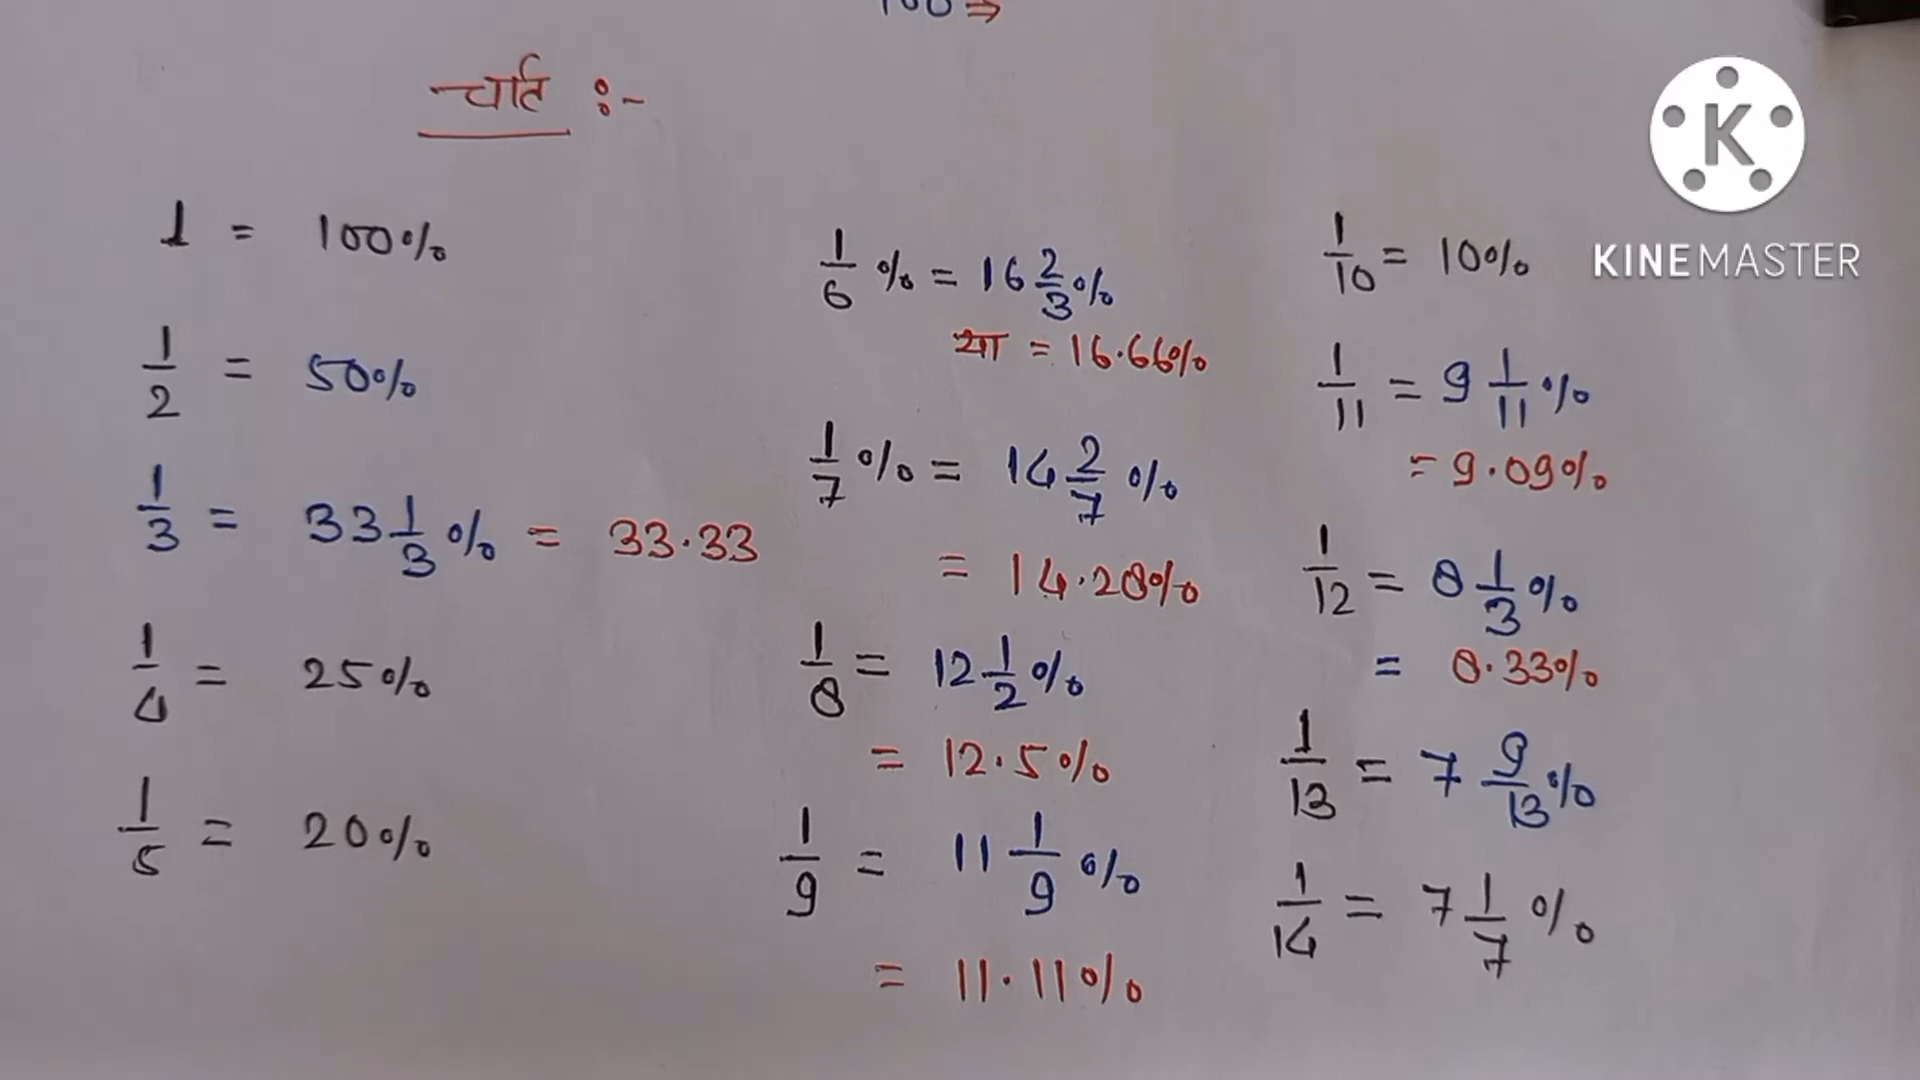 100 ⇒
चार्ट :-
1 = 100%
1/2 = 50%
1/3 = 33 1/3 % = 33.33
1/4 = 25%
1/5 = 20%
1/6 % = 16 2/3 %
या = 16.66%
1/7 % = 14 2/7 %
= 14.28%
1/8 = 12 1/2 %
= 12.5%
1/9 = 11 1/9 %
= 11.11%
1/10 = 10%
1/11 = 9 1/11 %
= 9.09%
1/12 = 8 1/3 %
= 8.33%
1/13 = 7 9/13 %
1/14 = 7 1/7 %
K
KINEMASTER